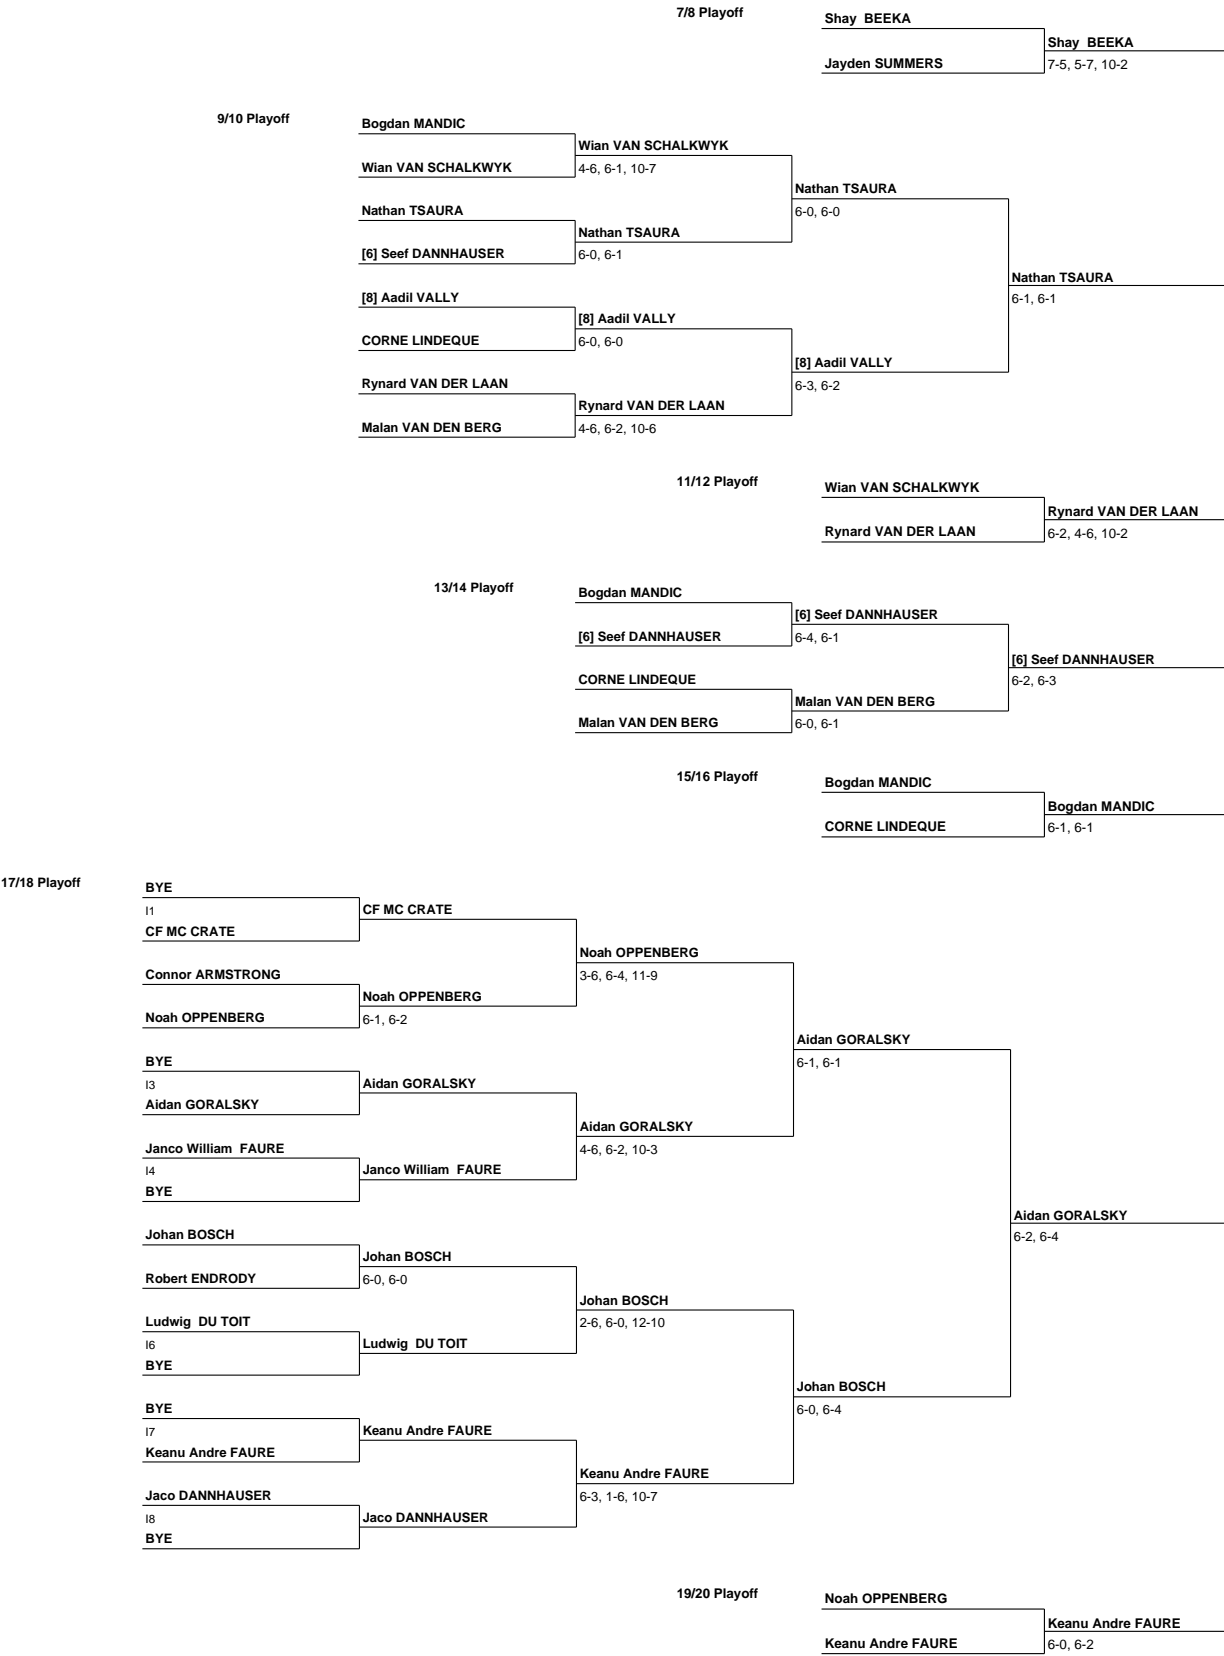 7/8 Playoff
Shay  BEEKA
Shay  BEEKA
Jayden SUMMERS
7-5, 5-7, 10-2
9/10 Playoff
Bogdan MANDIC
Wian VAN SCHALKWYK
Wian VAN SCHALKWYK
4-6, 6-1, 10-7
Nathan TSAURA
Nathan TSAURA
6-0, 6-0
Nathan TSAURA
[6] Seef DANNHAUSER
6-0, 6-1
Nathan TSAURA
[8] Aadil VALLY
6-1, 6-1
[8] Aadil VALLY
CORNE LINDEQUE
6-0, 6-0
[8] Aadil VALLY
Rynard VAN DER LAAN
6-3, 6-2
Rynard VAN DER LAAN
Malan VAN DEN BERG
4-6, 6-2, 10-6
11/12 Playoff
Wian VAN SCHALKWYK
Rynard VAN DER LAAN
Rynard VAN DER LAAN
6-2, 4-6, 10-2
13/14 Playoff
Bogdan MANDIC
[6] Seef DANNHAUSER
[6] Seef DANNHAUSER
6-4, 6-1
[6] Seef DANNHAUSER
CORNE LINDEQUE
6-2, 6-3
Malan VAN DEN BERG
Malan VAN DEN BERG
6-0, 6-1
15/16 Playoff
Bogdan MANDIC
Bogdan MANDIC
CORNE LINDEQUE
6-1, 6-1
17/18 Playoff
BYE
I1
CF MC CRATE
CF MC CRATE
Noah OPPENBERG
Connor ARMSTRONG
3-6, 6-4, 11-9
Noah OPPENBERG
Noah OPPENBERG
6-1, 6-2
Aidan GORALSKY
BYE
6-1, 6-1
I3
Aidan GORALSKY
Aidan GORALSKY
Aidan GORALSKY
Janco William  FAURE
4-6, 6-2, 10-3
I4
Janco William  FAURE
BYE
Aidan GORALSKY
Johan BOSCH
6-2, 6-4
Johan BOSCH
Robert ENDRODY
6-0, 6-0
Johan BOSCH
Ludwig  DU TOIT
2-6, 6-0, 12-10
I6
Ludwig  DU TOIT
BYE
Johan BOSCH
BYE
6-0, 6-4
I7
Keanu Andre FAURE
Keanu Andre FAURE
Keanu Andre FAURE
Jaco DANNHAUSER
6-3, 1-6, 10-7
I8
Jaco DANNHAUSER
BYE
19/20 Playoff
Noah OPPENBERG
Keanu Andre FAURE
Keanu Andre FAURE
6-0, 6-2